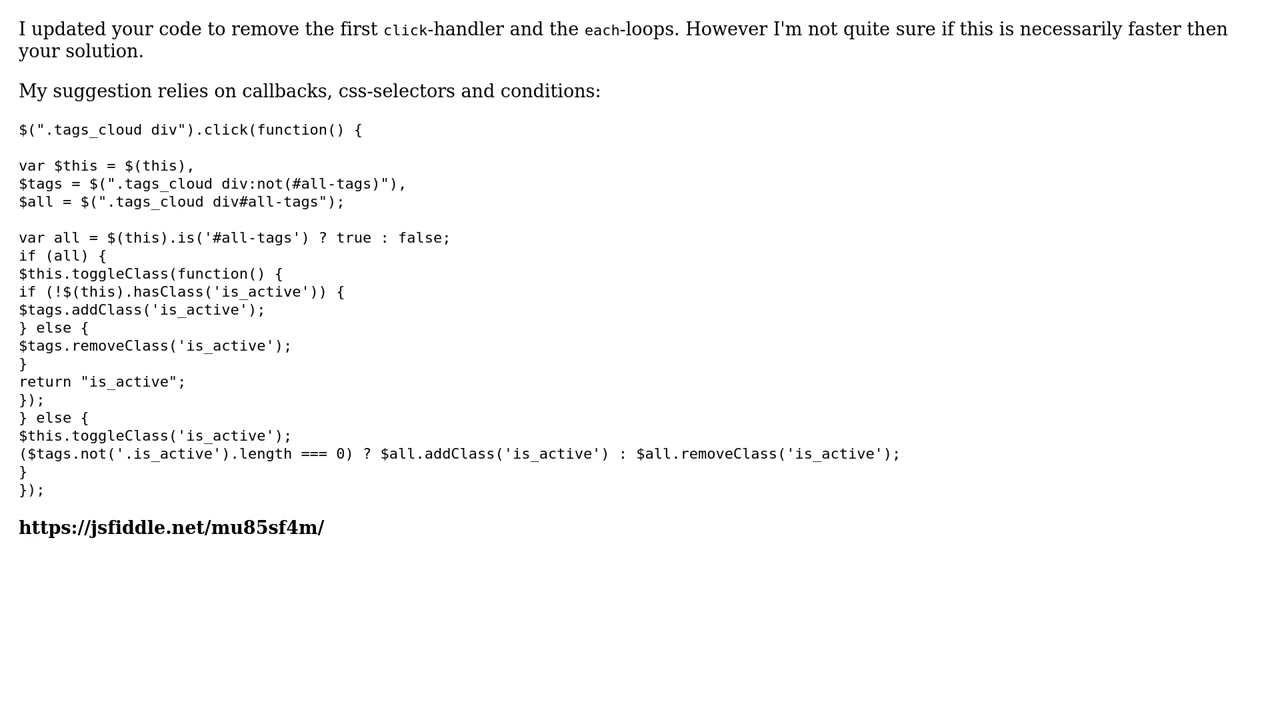 I updated your code to remove the first click-handler and the each-loops. However I'm not quite sure if this is necessarily faster then
your solution.
My suggestion relies on callbacks, css-selectors and conditions:
$(".tags_cloud div").click(function() {
var $this = $(this),
$tags = $(".tags_cloud div:not(#all-tags)"),
$all = $(".tags_cloud div#all-tags");
var all = $(this).is('#all-tags') ? true : false;
if (all) {
$this.toggleClass(function() {
if (!$(this).hasClass('is_active')) {
$tags.addClass('is_active');
} else {
$tags.removeClass('is_active');
}
return "is_active";
});
} else {
$this.toggleClass('is_active');
($tags.not('.is_active').length === 0) ? $all.addClass('is_active') : $all.removeClass('is_active');
}
});
https://jsfiddle.net/mu85sf4m/